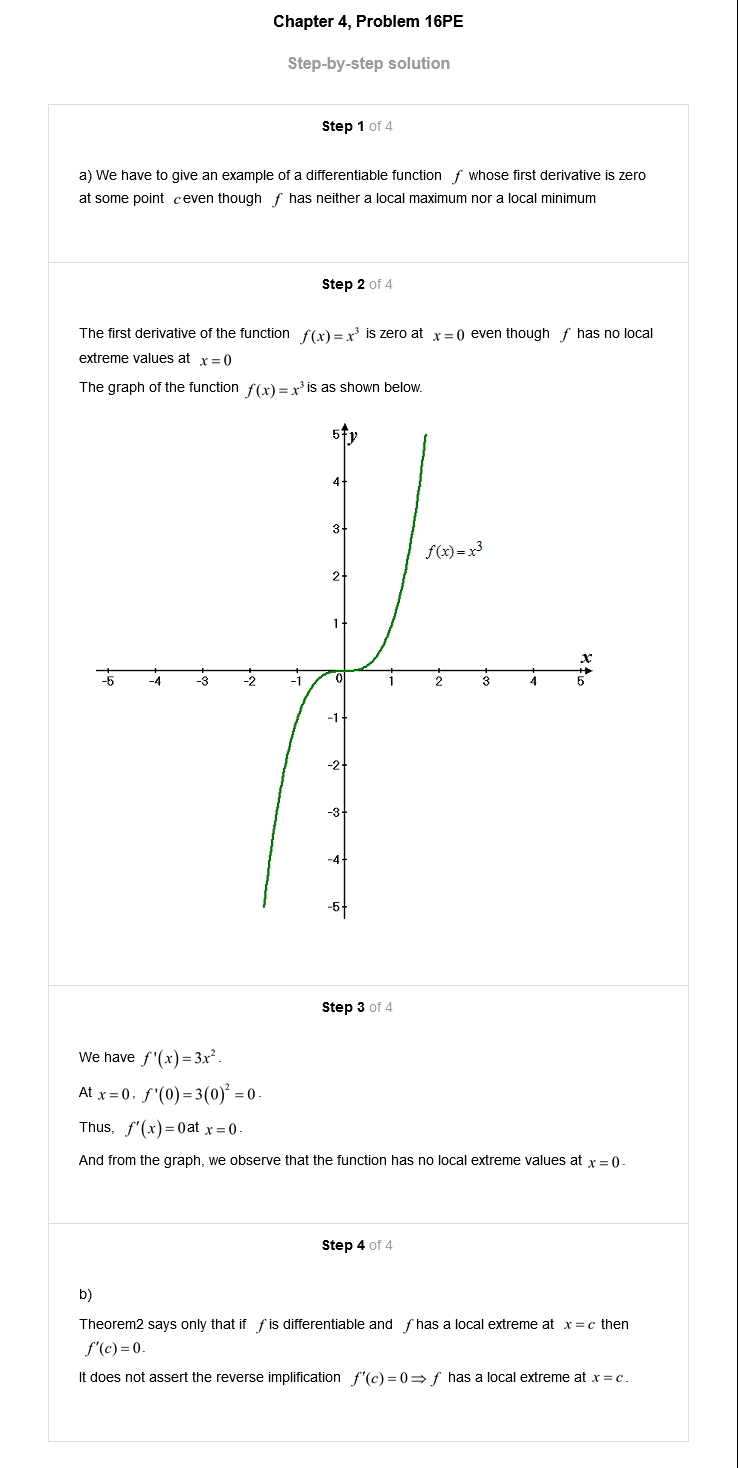 Chapter 4, Problem 16PE
Step-by-step solution
Step 1 of 4
a) We have to give an example of a differentiable function f whose first derivative is zero
at some point c even though f has neither a local maximum nor a local minimum
Step 2 of 4
The first derivative of the function f(x) = x³ is zero at x = 0 even though f has no local
extreme values at x = 0
The graph of the function f(x) = x³ is as shown below.
5 y
4
3
f(x) = x³
2
1
x
-5 -4 -3 -2 -1 0 1 2 3 4 5
-1
-2
-3
-4
-5
Step 3 of 4
We have f'(x) = 3x².
At x = 0, f'(0) = 3(0)² = 0.
Thus, f'(x) = 0 at x = 0.
And from the graph, we observe that the function has no local extreme values at x = 0.
Step 4 of 4
b)
Theorem2 says only that if f is differentiable and f has a local extreme at x = c then
f'(c) = 0.
It does not assert the reverse implification f'(c) = 0 ⇒ f has a local extreme at x = c.